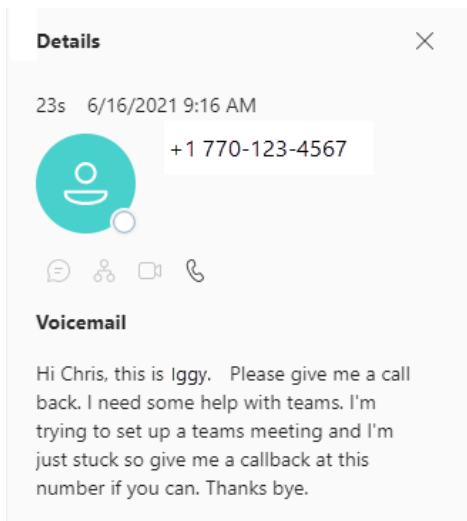 Details
23s 6/16/2021 9:16 AM
+1 770-123-4567
Voicemail
Hi Chris, this is Iggy. Please give me a call
back. I need some help with teams. I'm
trying to set up a teams meeting and I'm
just stuck so give me a callback at this
number if you can. Thanks bye.